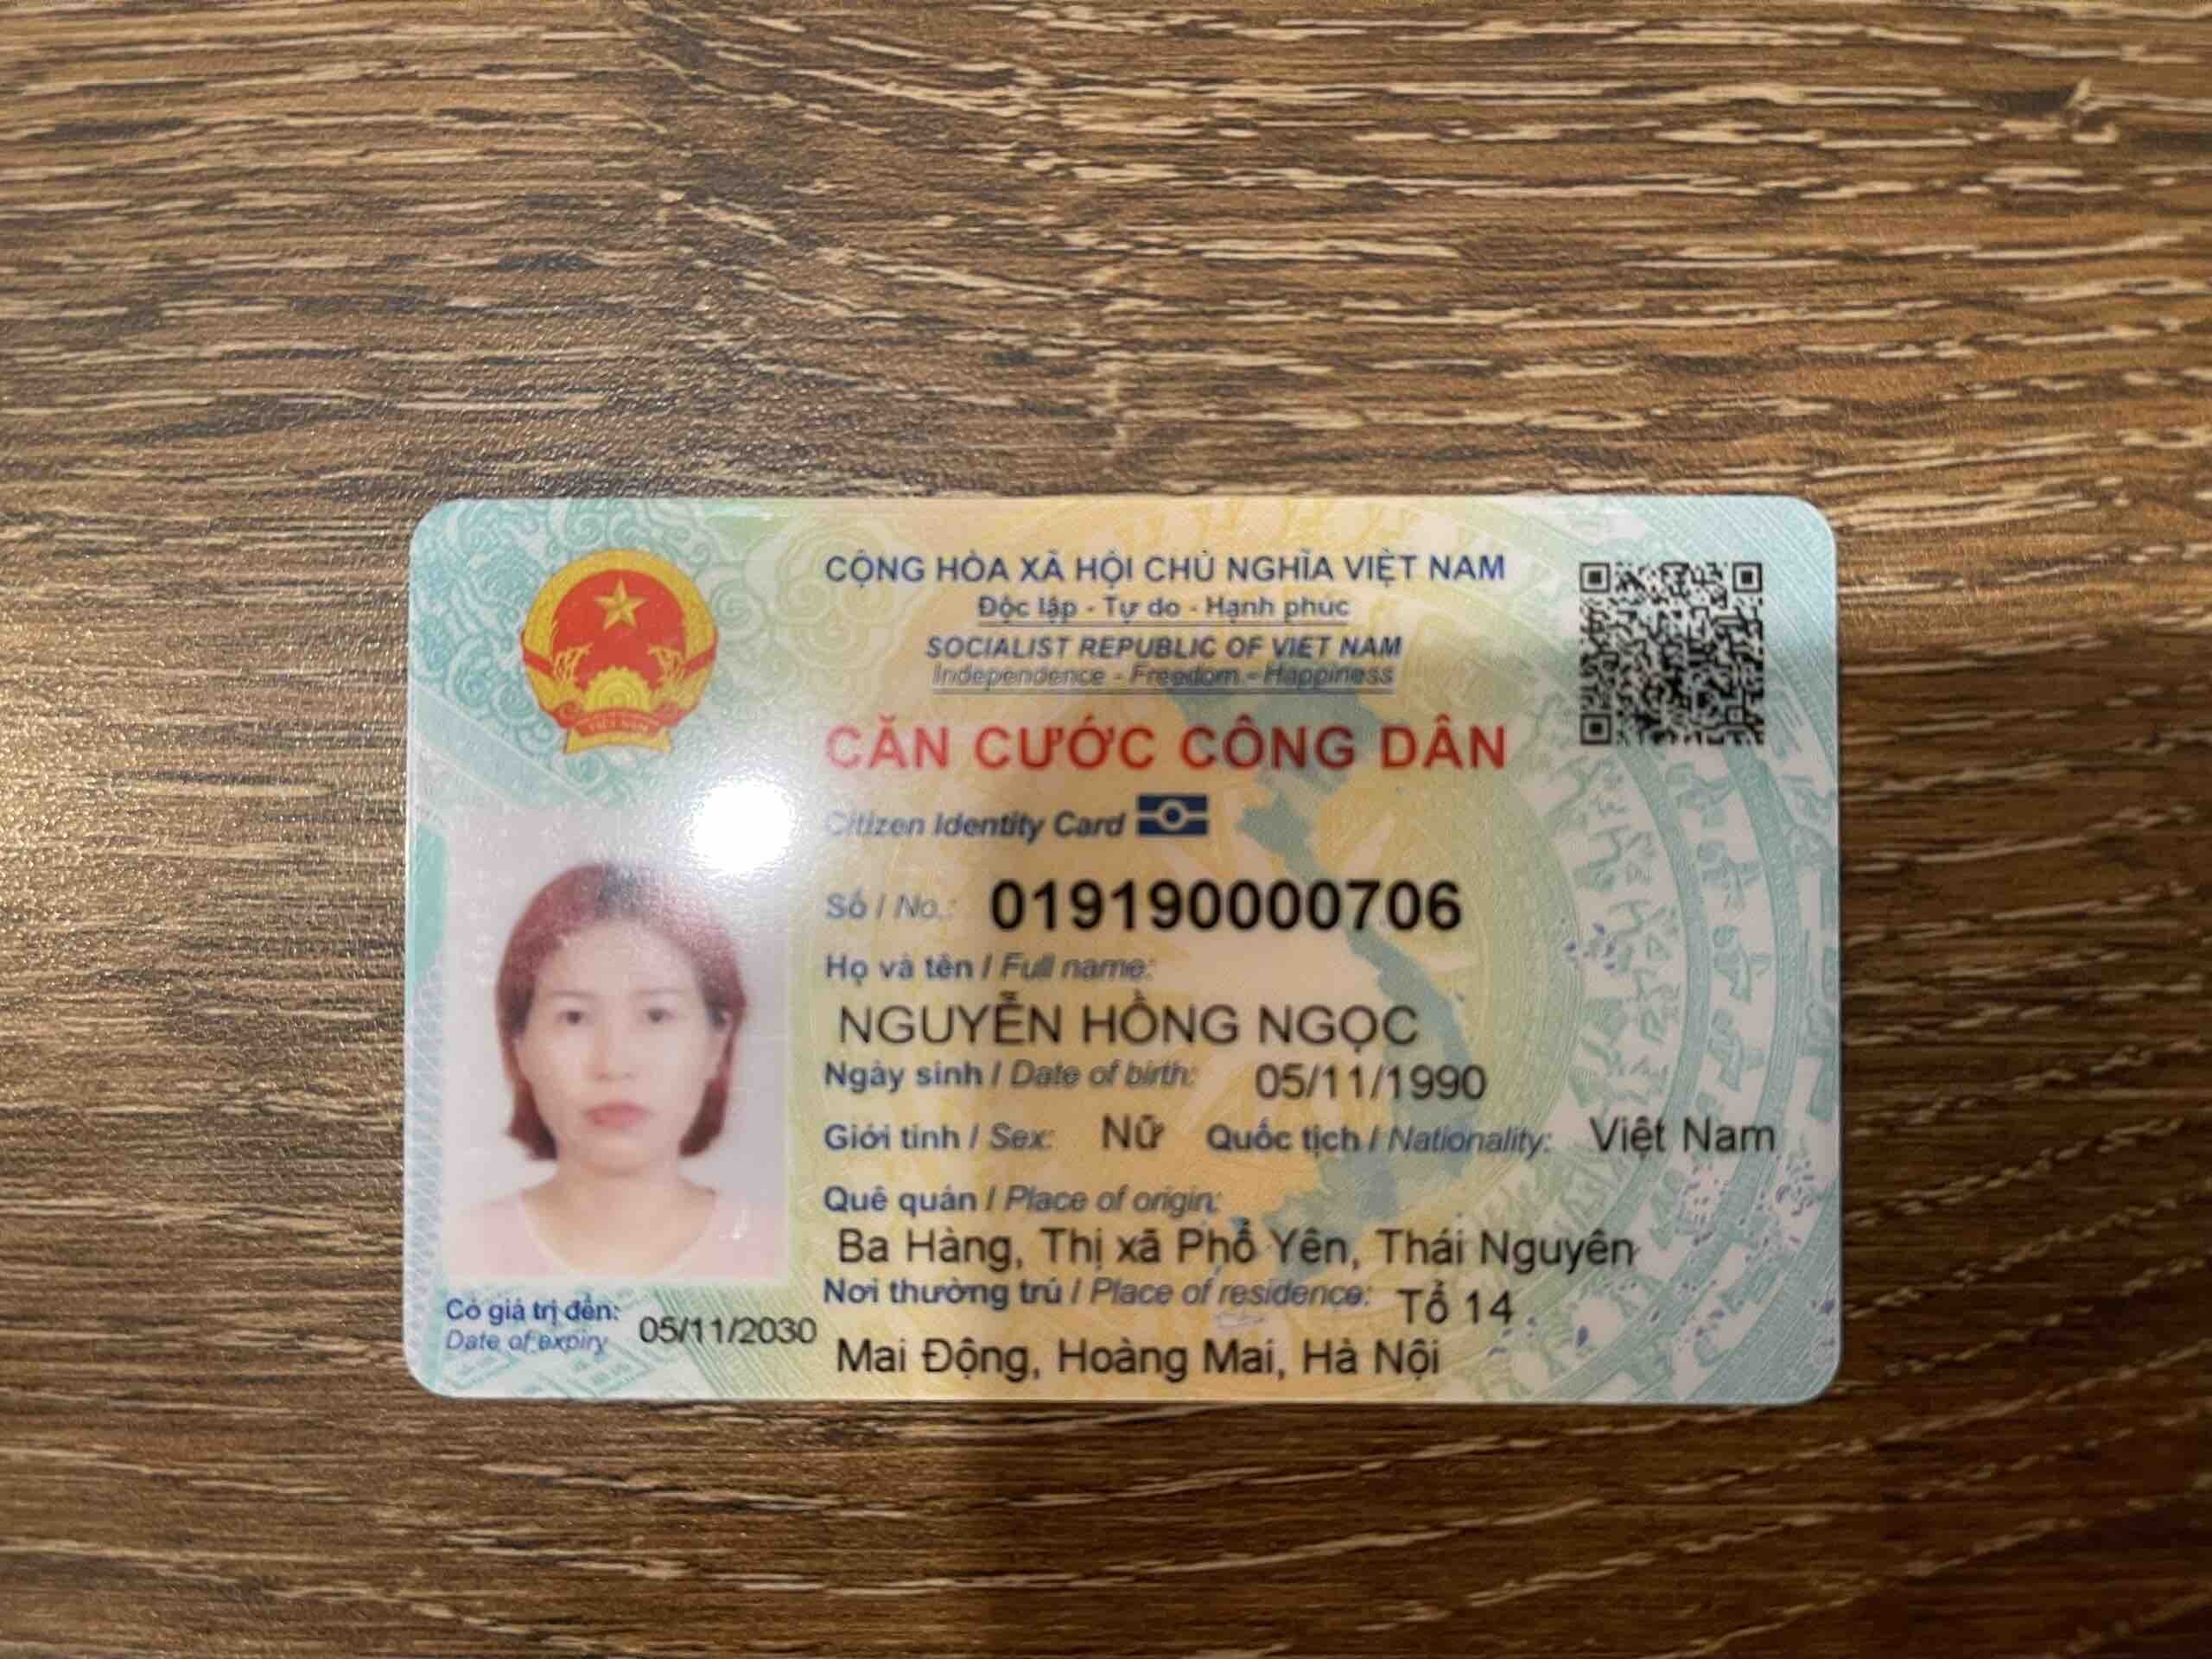 CỘNG HÒA XÃ HỘI CHỦ NGHĨA VIỆT NAM
Độc lập - Tự do - Hạnh phúc
SOCIALIST REPUBLIC OF VIET NAM
Independence - Freedom - Happiness
CĂN CƯỚC CÔNG DÂN
Citizen Identity Card
Số / No.: 019190000706
Họ và tên / Full name:
NGUYỄN HỒNG NGỌC
Ngày sinh / Date of birth: 05/11/1990
Giới tính / Sex: Nữ Quốc tịch / Nationality: Việt Nam
Quê quán / Place of origin:
Ba Hàng, Thị xã Phổ Yên, Thái Nguyên
Nơi thường trú / Place of residence: Tổ 14
Mai Động, Hoàng Mai, Hà Nội
Có giá trị đến: 05/11/2030
Date of expiry